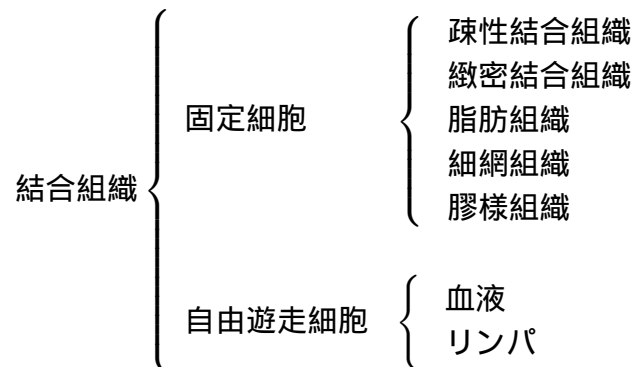 結合組織
固定細胞
疎性結合組織
緻密結合組織
脂肪組織
細網組織
膠様組織
自由遊走細胞
血液
リンパ